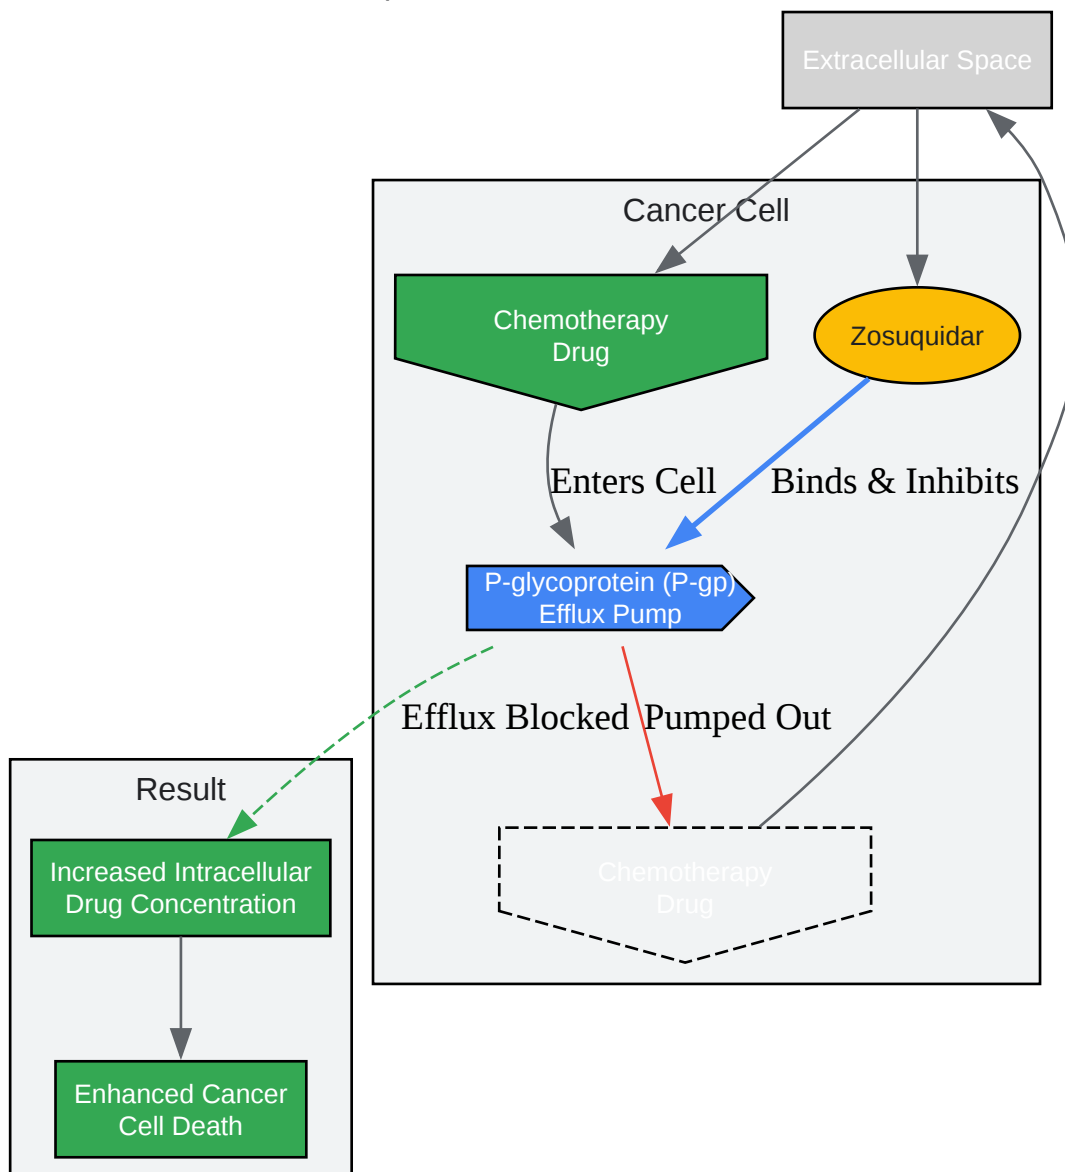 Extracellular Space
Cancer Cell
Chemotherapy
Drug
Zosuquidar
Enters Cell
Binds & Inhibits
P-glycoprotein (P-gp)
Efflux Pump
Efflux Blocked
Pumped Out
Result
Increased Intracellular
Drug Concentration
Chemotherapy
Drug
Enhanced Cancer
Cell Death